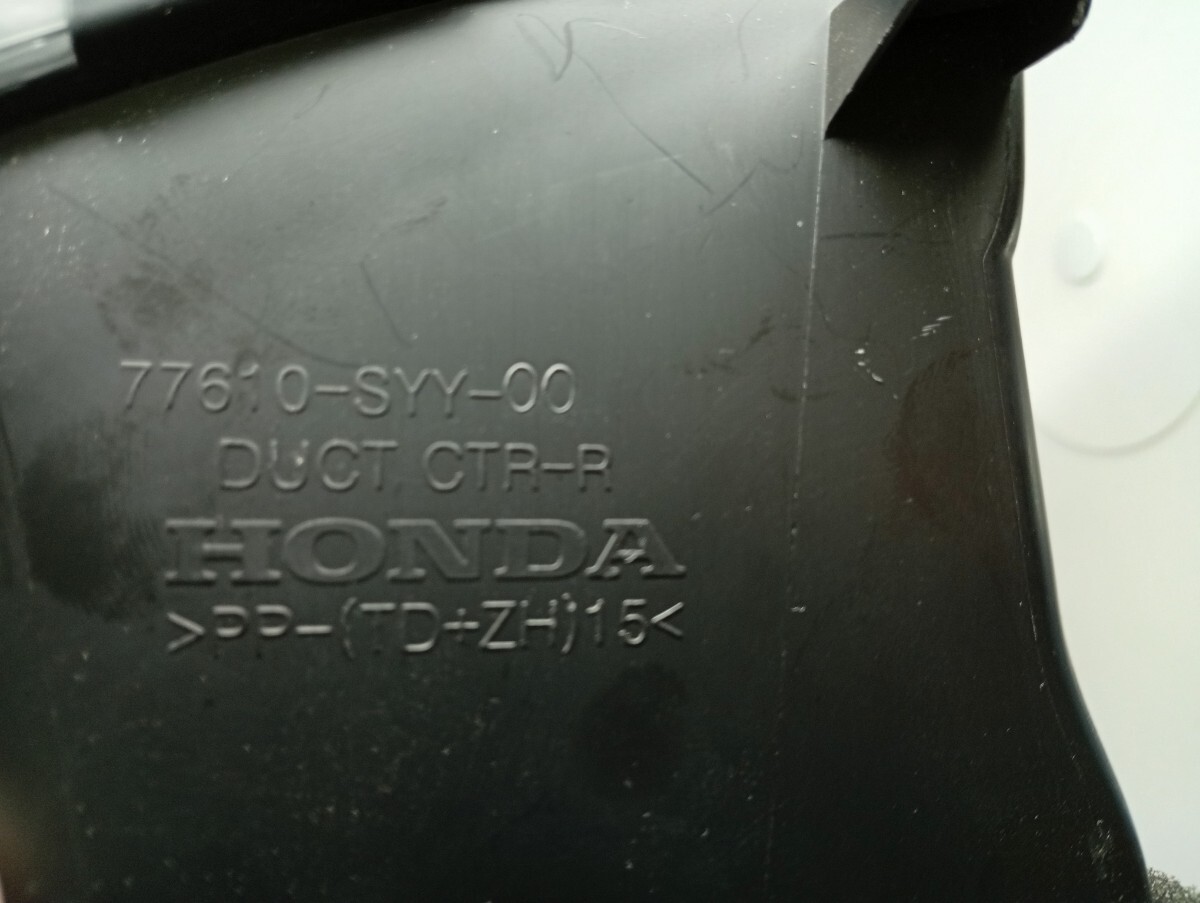 77610-SYY-00
DUCT CTR-R
HONDA
>PP-(TD+ZH)15<